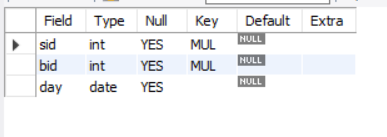 Field Type Null Key Default Extra
sid int YES MUL NULL
bid int YES MUL NULL
day date YES NULL